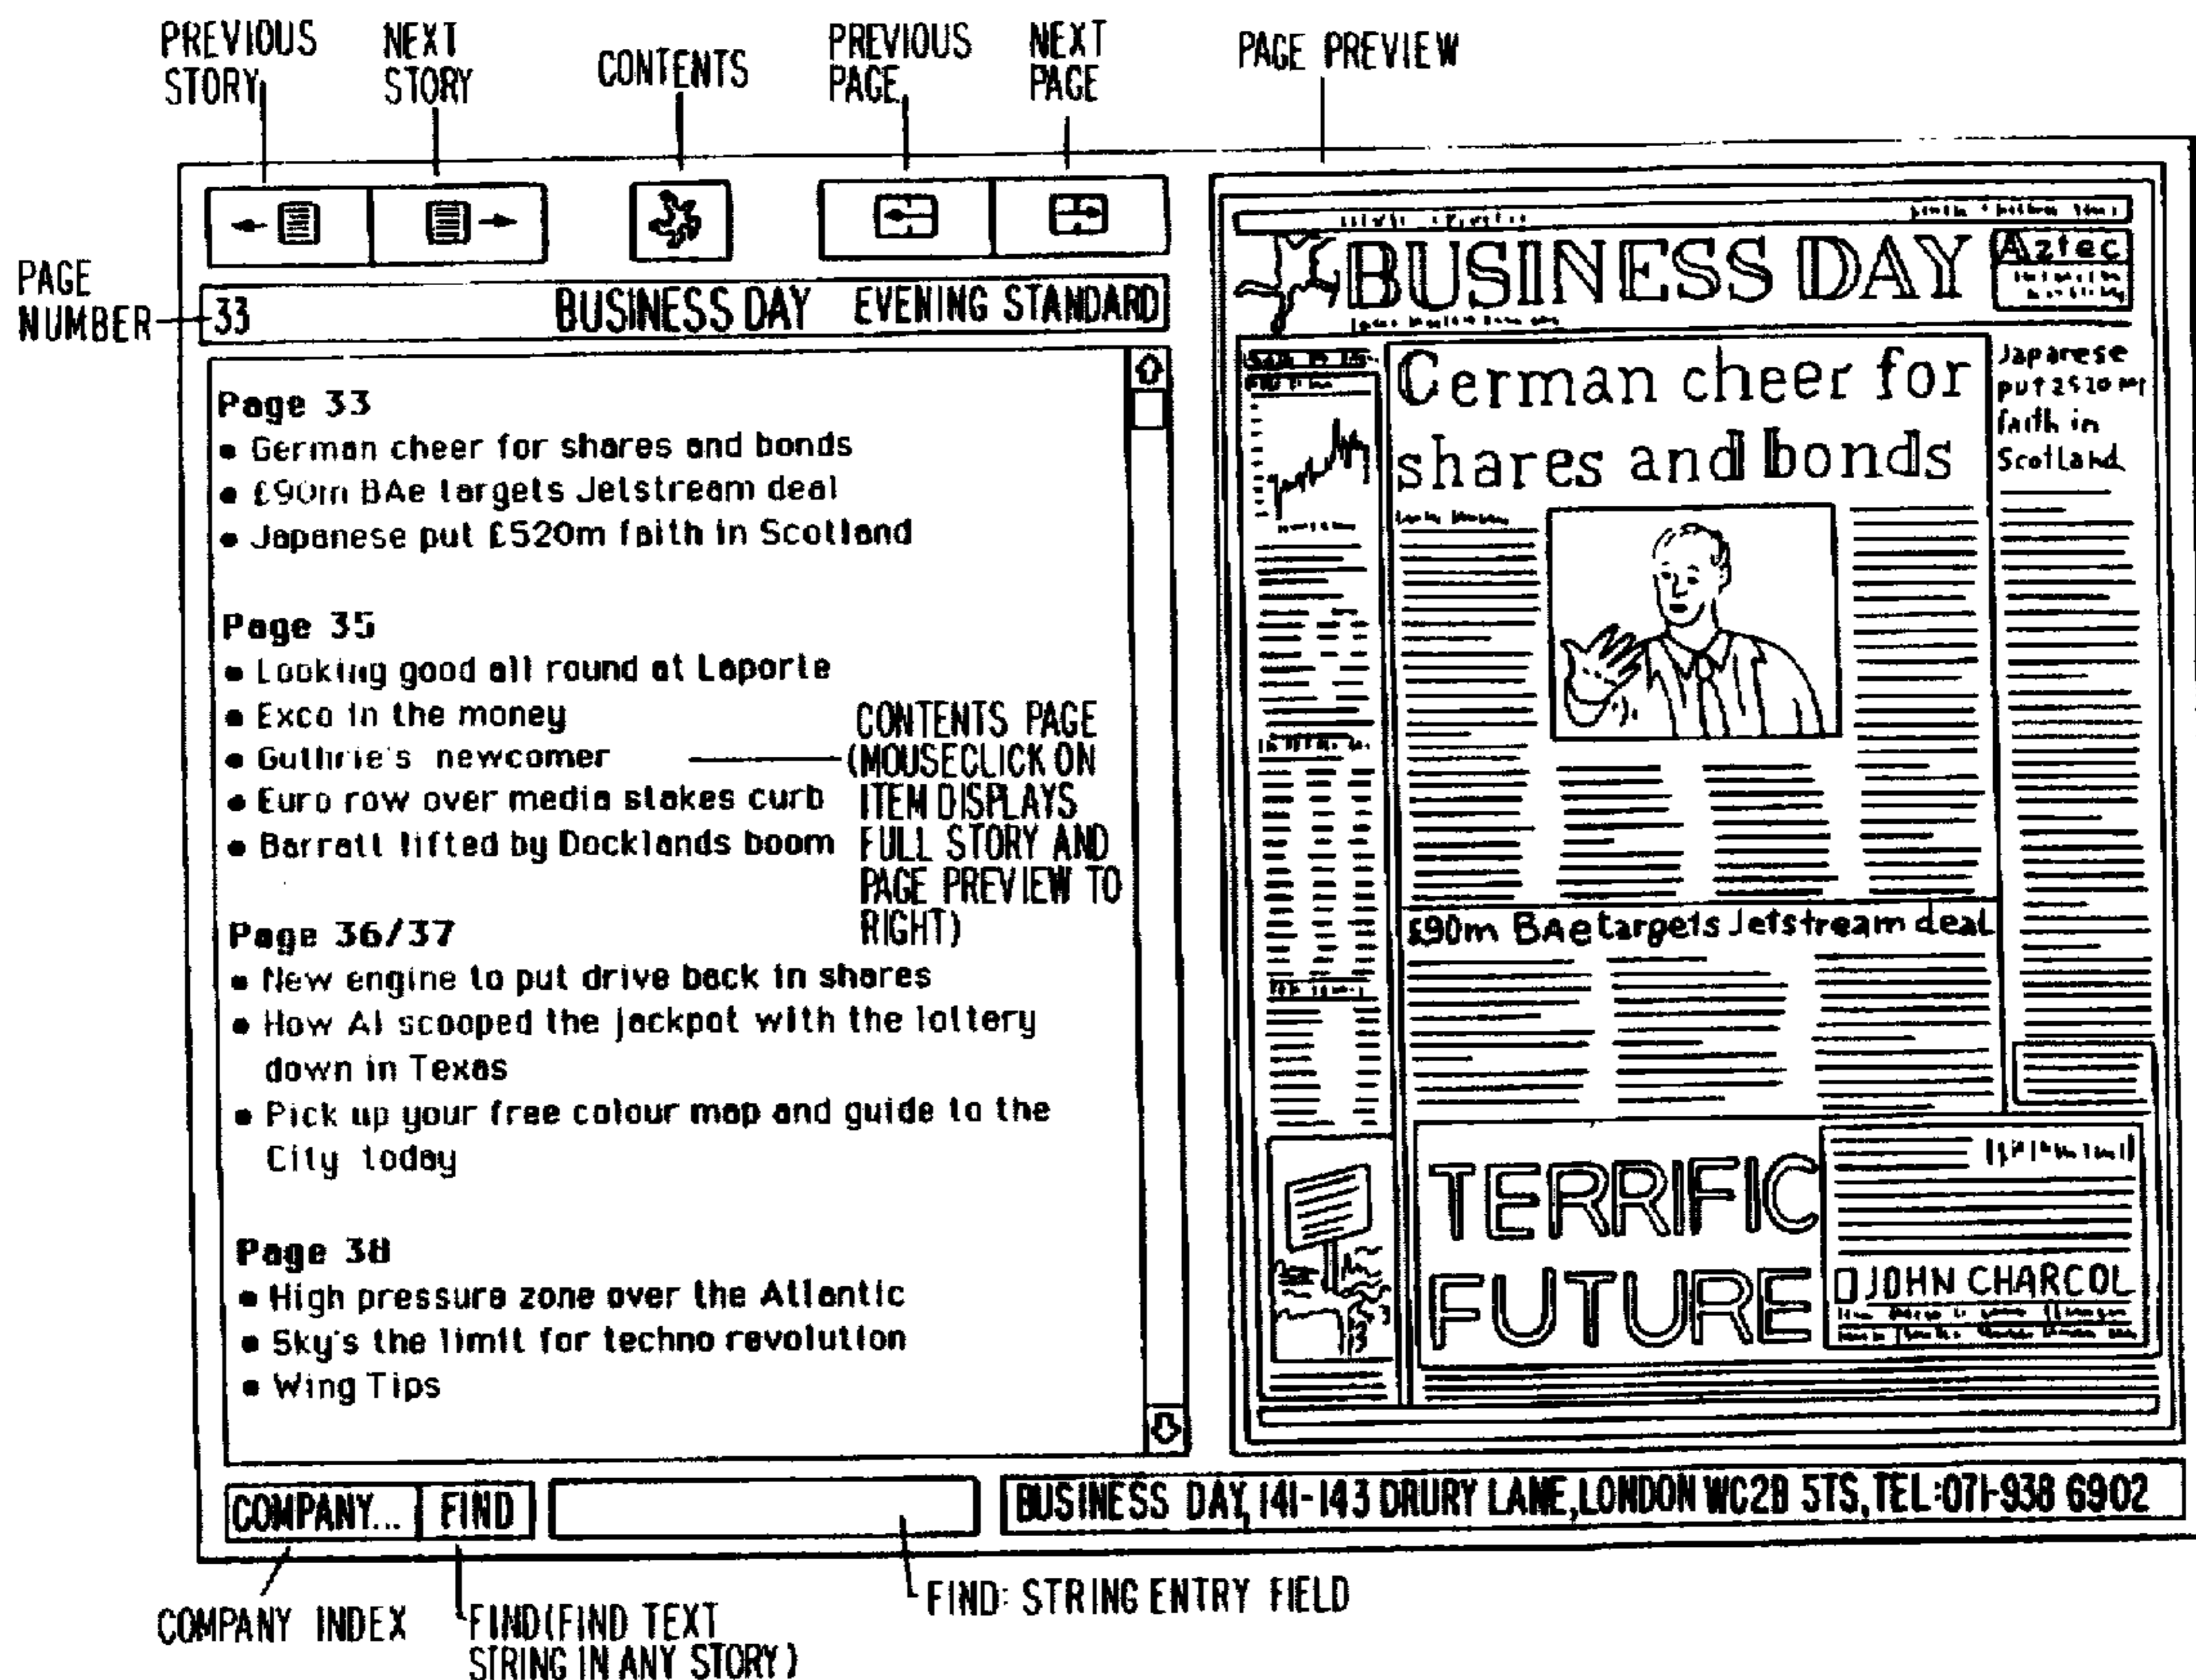 PREVIOUS
STORY
NEXT
STORY
CONTENTS
PREVIOUS
PAGE
NEXT
PAGE
PAGE PREVIEW
PAGE
NUMBER
33 BUSINESS DAY EVENING STANDARD
Page 33
• German cheer for shares and bonds
• £90m BAe targets Jetstream deal
• Japanese put £520m faith in Scotland
Page 35
• Looking good all round at Laporte
• Exco in the money
• Guthrie's newcomer
• Euro row over media stakes curb
• Barratt lifted by Docklands boom
CONTENTS PAGE
(MOUSECLICK ON
ITEM DISPLAYS
FULL STORY AND
PAGE PREVIEW TO
RIGHT)
Page 36/37
• New engine to put drive back in shares
• How Al scooped the jackpot with the lottery
down in Texas
• Pick up your free colour map and guide to the
City today
Page 38
• High pressure zone over the Atlantic
• Sky's the limit for techno revolution
• Wing Tips
BUSINESS DAY
Aztec
German cheer for
shares and bonds
Japanese
put
faith in
Scotland
£90m BAe targets Jetstream deal
TERRIFIC
FUTURE
JOHN CHARCOL
COMPANY... FIND
BUSINESS DAY, 141-143 DRURY LANE, LONDON WC2B 5TS, TEL:071-938 6902
COMPANY INDEX
FIND (FIND TEXT
STRING IN ANY STORY)
FIND: STRING ENTRY FIELD